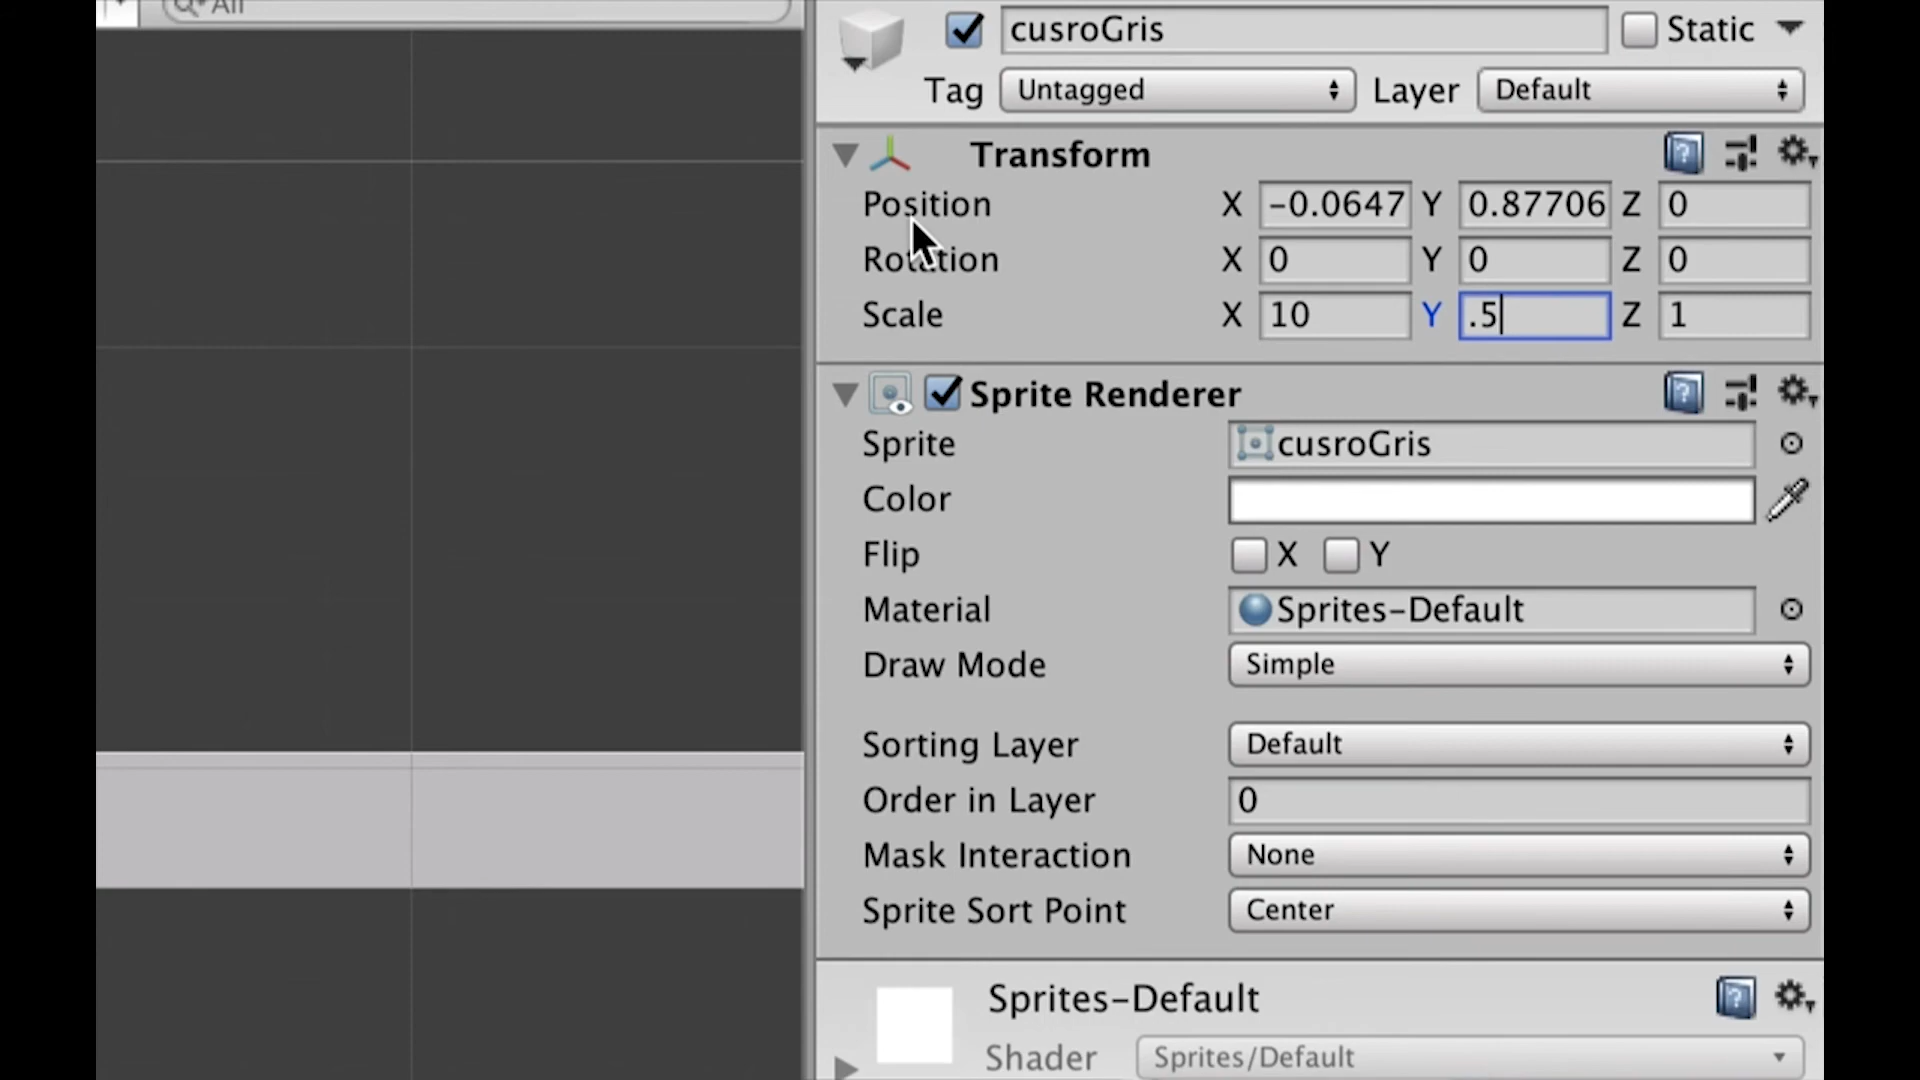 All
cusroGris Static
Tag Untagged Layer Default
Transform
Position X -0.0647 Y 0.87706 Z 0
Rotation X 0 Y 0 Z 0
Scale X 10 Y .5 Z 1
Sprite Renderer
Sprite cusroGris
Color
Flip X Y
Material Sprites-Default
Draw Mode Simple
Sorting Layer Default
Order in Layer 0
Mask Interaction None
Sprite Sort Point Center
Sprites-Default
Shader Sprites/Default